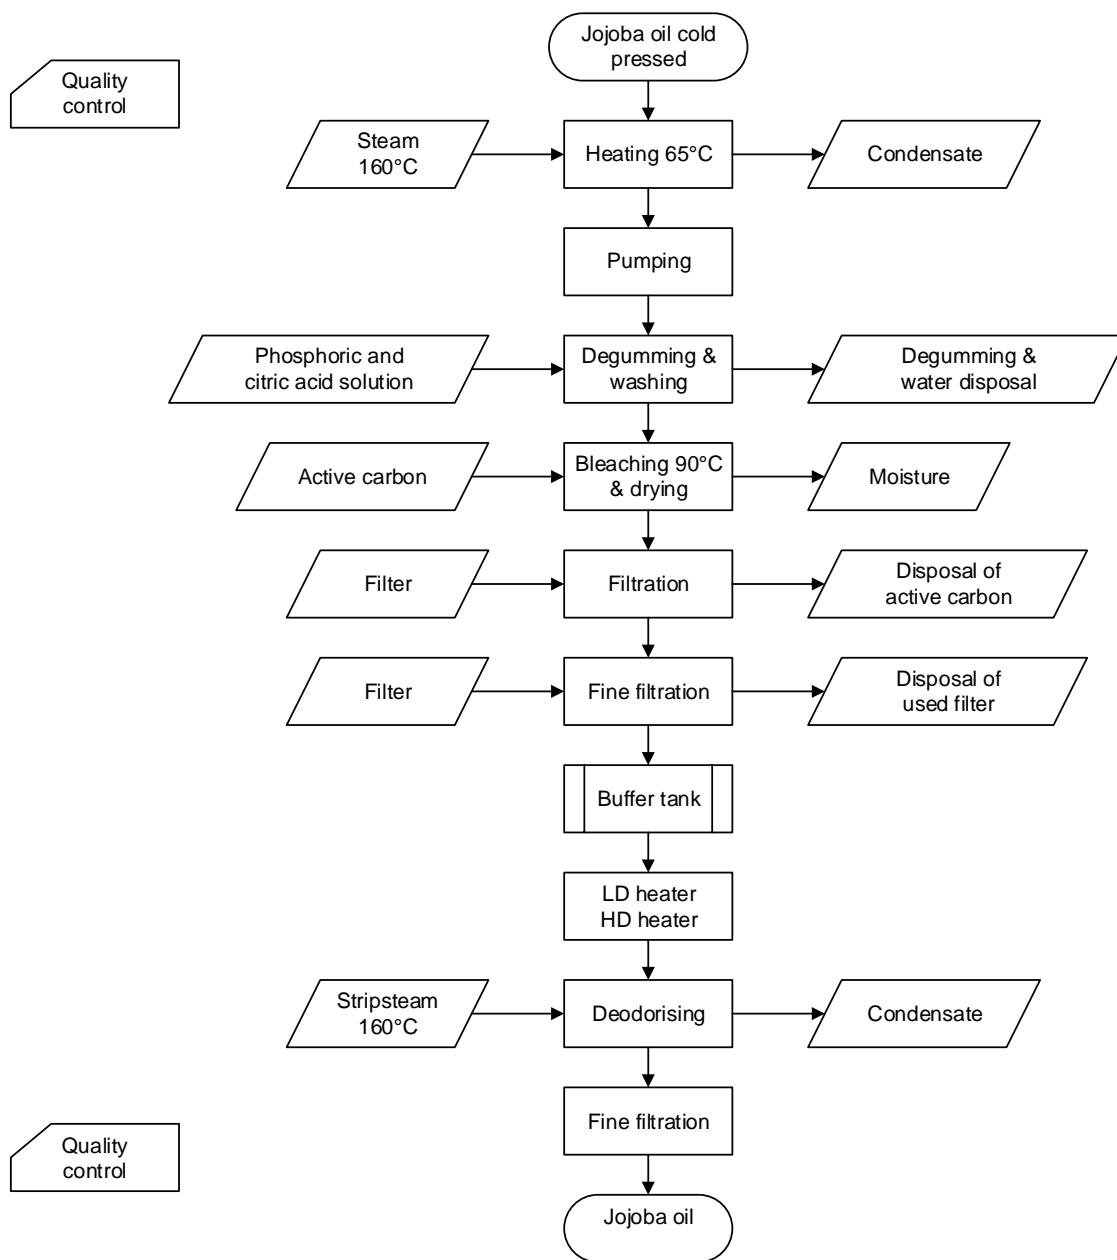 Jojoba oil cold
pressed
Quality
control
Steam
160°C
Heating 65°C
Condensate
Pumping
Phosphoric and
citric acid solution
Degumming &
washing
Degumming &
water disposal
Active carbon
Bleaching 90°C
& drying
Moisture
Filter
Filtration
Disposal of
active carbon
Filter
Fine filtration
Disposal of
used filter
Buffer tank
LD heater
HD heater
Stripsteam
160°C
Deodorising
Condensate
Fine filtration
Quality
control
Jojoba oil